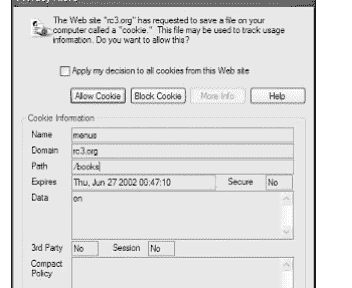 The Web site "rc3.org" has requested to save a file on your
computer called a "cookie." This file may be used to track usage
information. Do you want to allow this?
Apply my decision to all cookies from this Web site
Allow Cookie Block Cookie More Info Help
Cookie Information
Name menus
Domain rc3.org
Path /books
Expires Thu, Jun 27 2002 00:47:10 Secure No
Data on
3rd Party No Session No
Compact
Policy